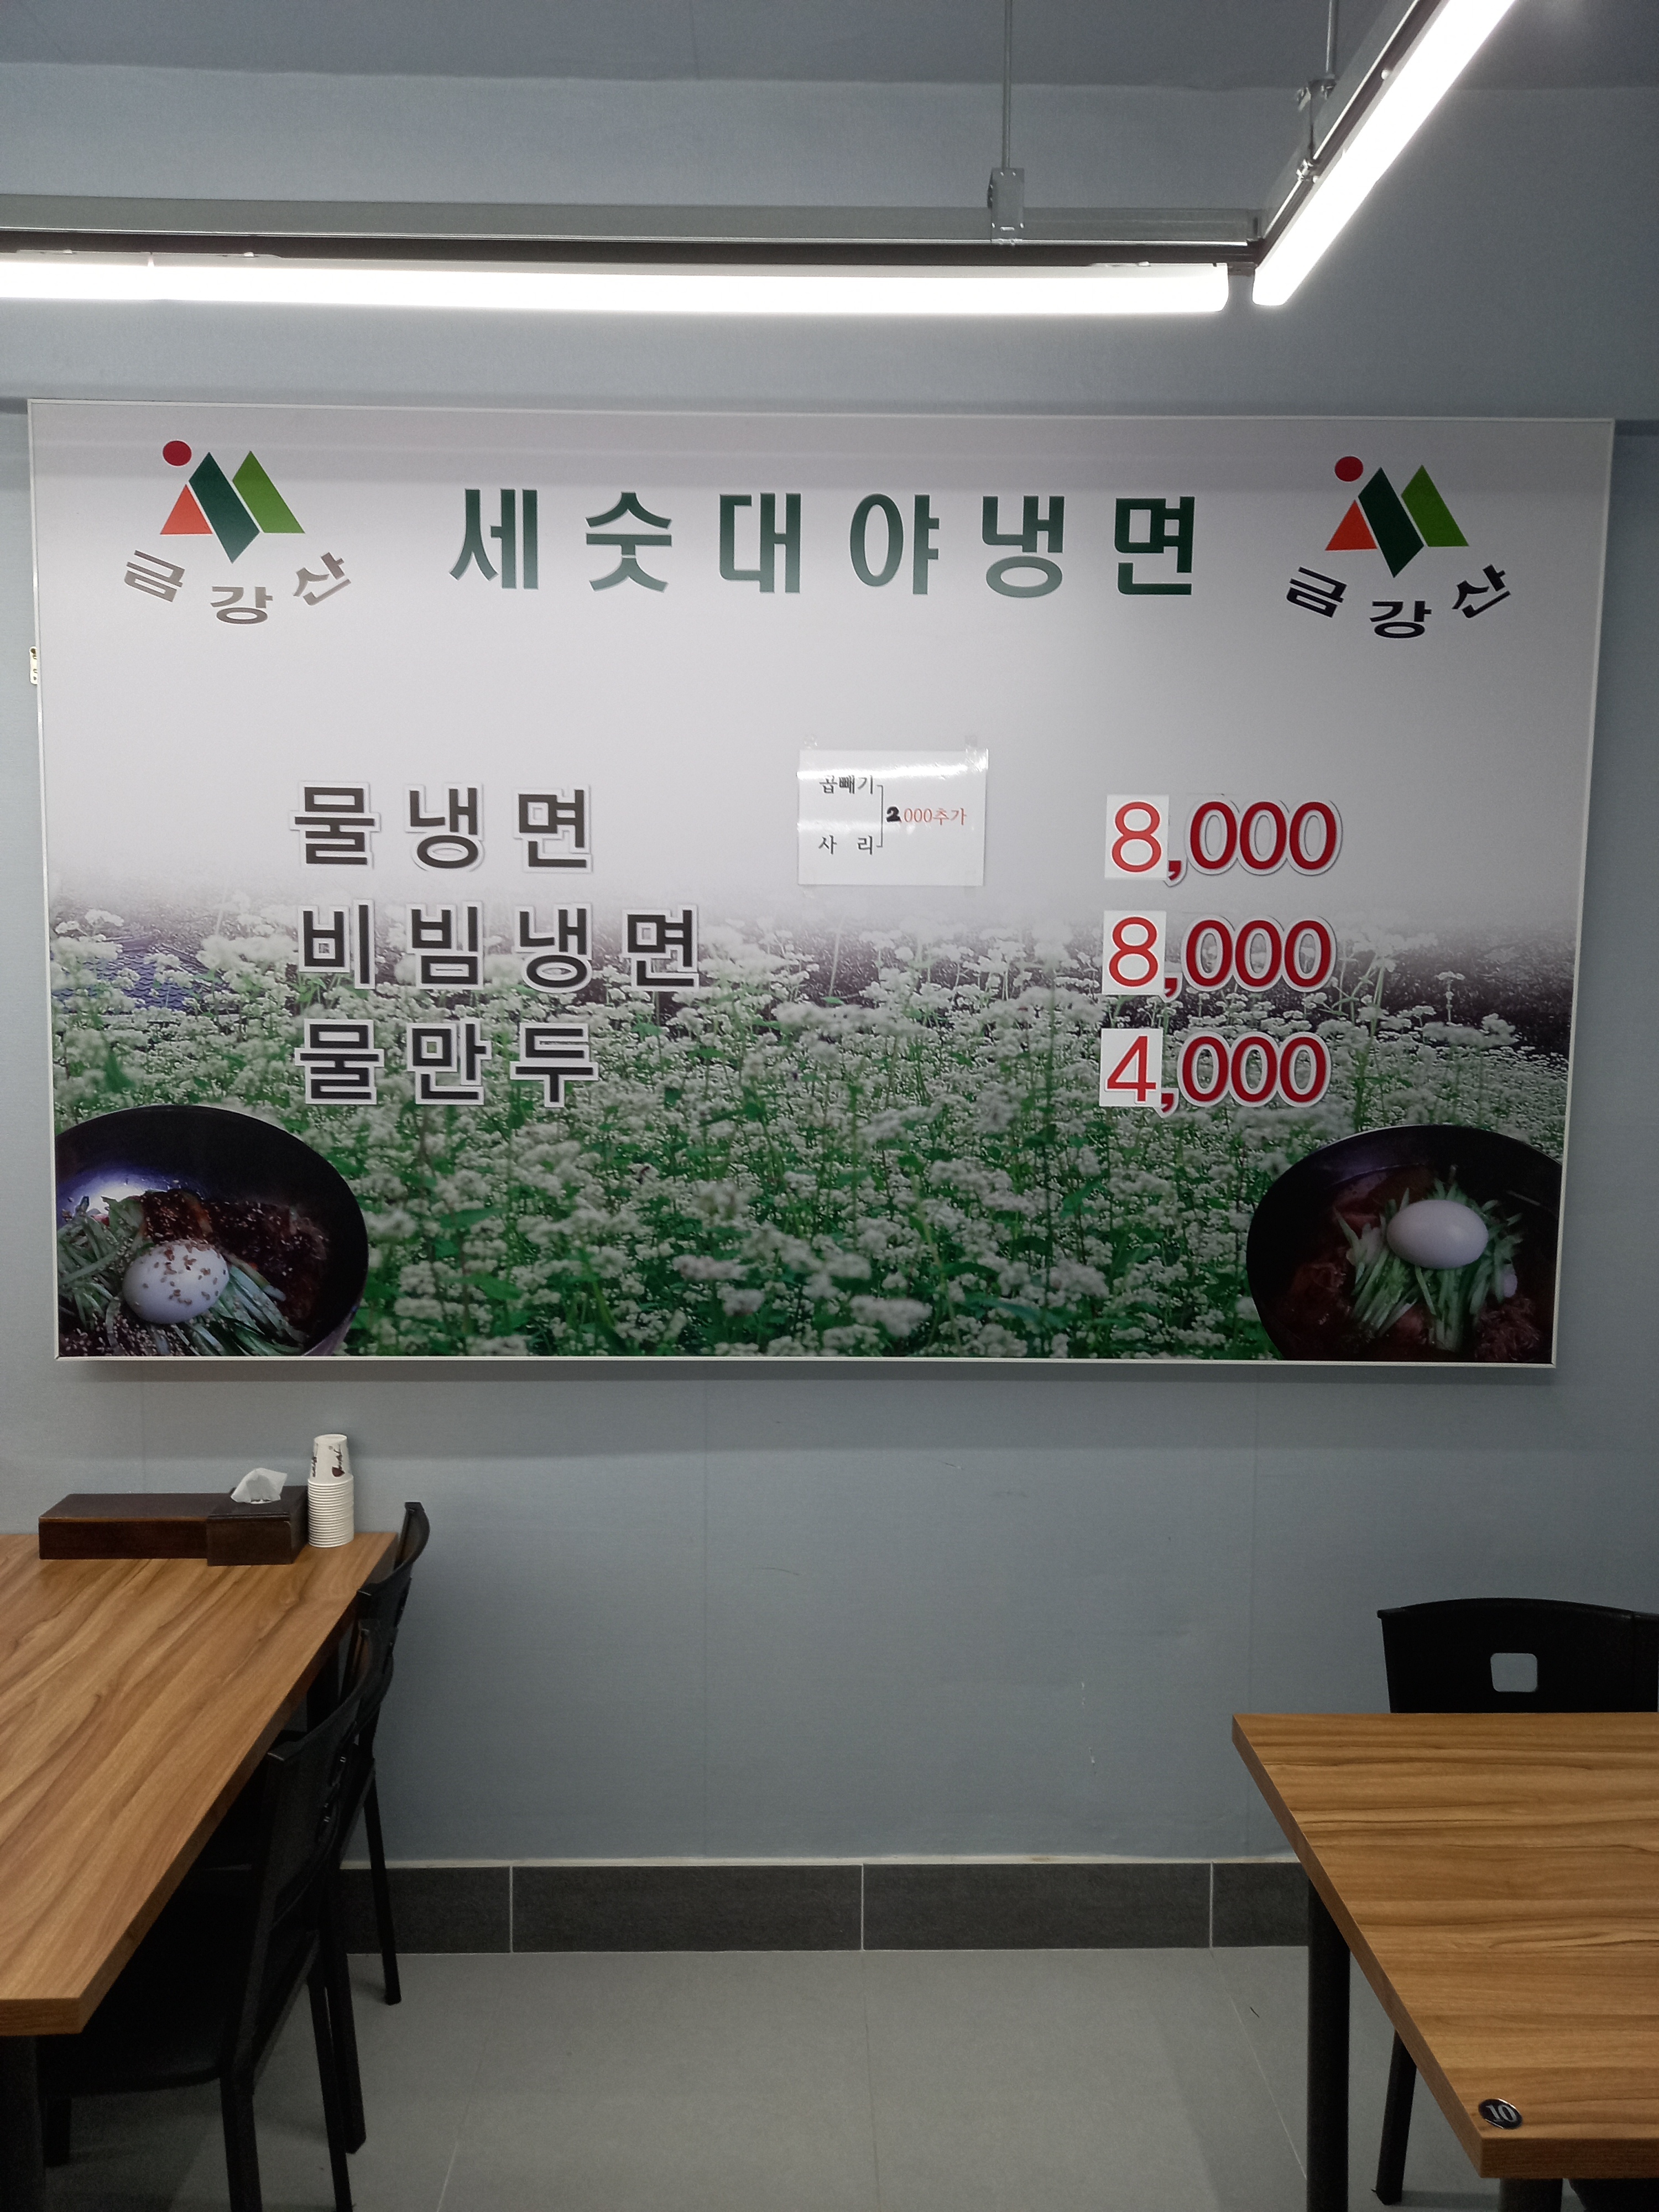 세숫대야냉면
금강산
금강산
물냉면
곱빼기
2,000추가
사 리
8,000
비빔냉면
8,000
물만두
4,000
10